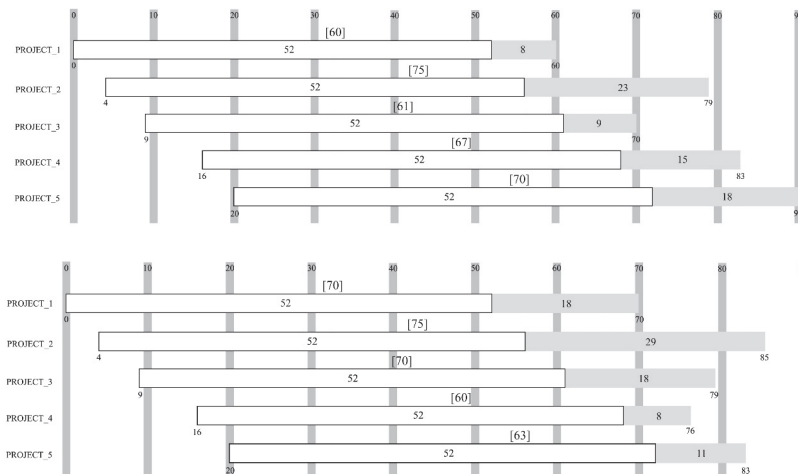 0 10 20 30 40 50 60 70 80
[60]
PROJECT_1 52 8
0 60
[75]
PROJECT_2 52 23
4 79
[61]
PROJECT_3 52 9
9 70
[67]
PROJECT_4 52 15
16 83
[70]
PROJECT_5 52 18
20
0 10 20 30 40 50 60 70 80
[70]
PROJECT_1 52 18
0 70
[75]
PROJECT_2 52 29
4 85
[70]
PROJECT_3 52 18
9 79
[60]
PROJECT_4 52 8
16 76
[63]
PROJECT_5 52 11
20 83